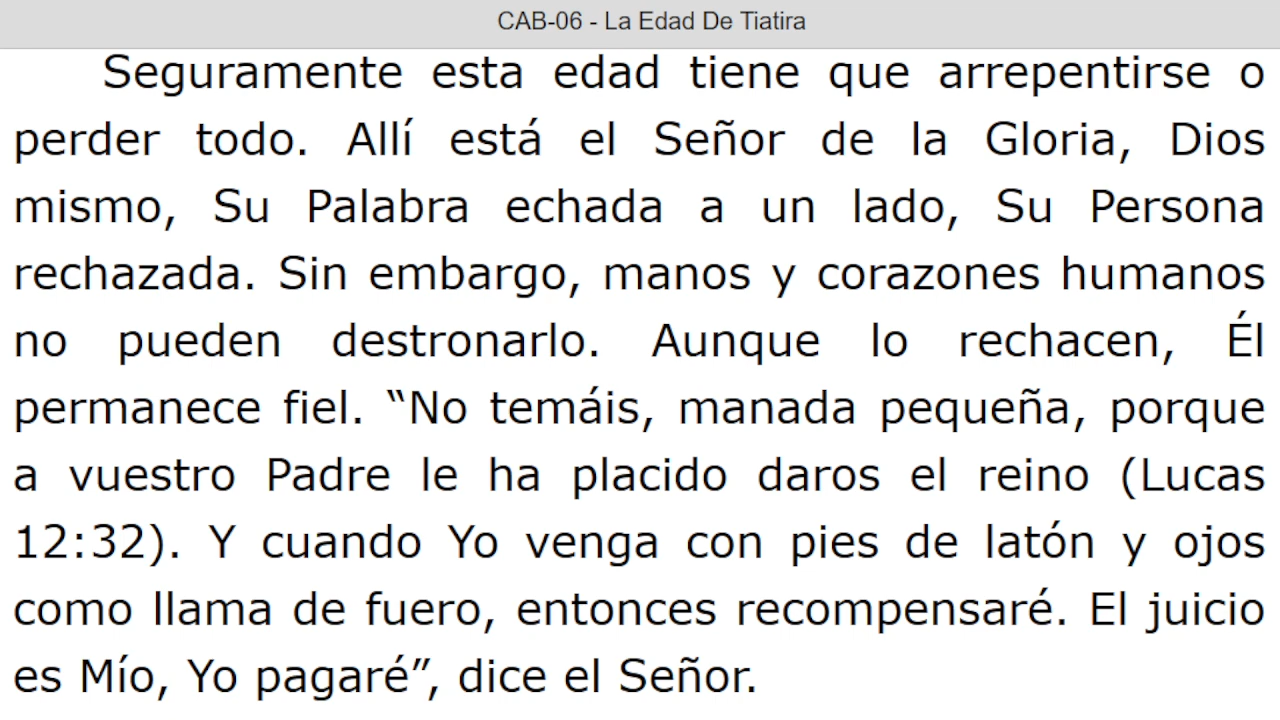 CAB-06 - La Edad De Tiatira
Seguramente esta edad tiene que arrepentirse o
perder todo. Allí está el Señor de la Gloria, Dios
mismo, Su Palabra echada a un lado, Su Persona
rechazada. Sin embargo, manos y corazones humanos
no pueden destronarlo. Aunque lo rechacen, Él
permanece fiel. “No temáis, manada pequeña, porque
a vuestro Padre le ha placido daros el reino (Lucas
12:32). Y cuando Yo venga con pies de latón y ojos
como llama de fuero, entonces recompensaré. El juicio
es Mío, Yo pagaré”, dice el Señor.